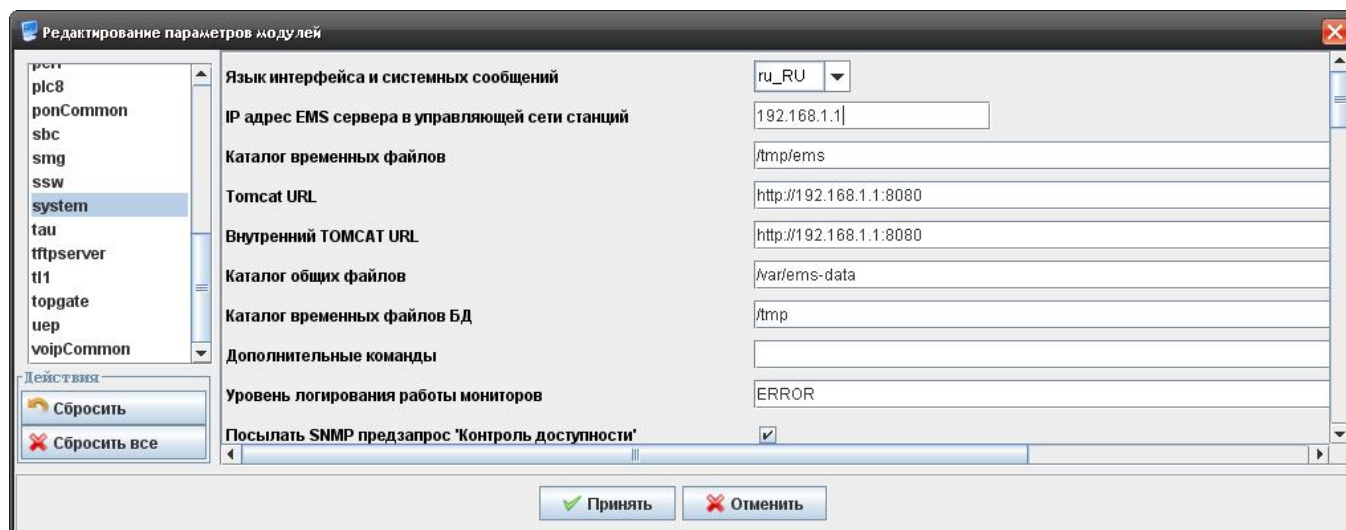 Редактирование параметров модулей
plc8
ponCommon
sbc
smg
ssw
system
tau
tftpserver
tl1
topgate
uep
voipCommon
Действия
Сбросить
Сбросить все
Язык интерфейса и системных сообщений ru_RU
IP адрес EMS сервера в управляющей сети станций 192.168.1.1
Каталог временных файлов /tmp/ems
Tomcat URL http://192.168.1.1:8080
Внутренний TOMCAT URL http://192.168.1.1:8080
Каталог общих файлов /var/ems-data
Каталог временных файлов БД /tmp
Дополнительные команды
Уровень логирования работы мониторов ERROR
Посылать SNMP предзапрос 'Контроль доступности'
Принять Отменить